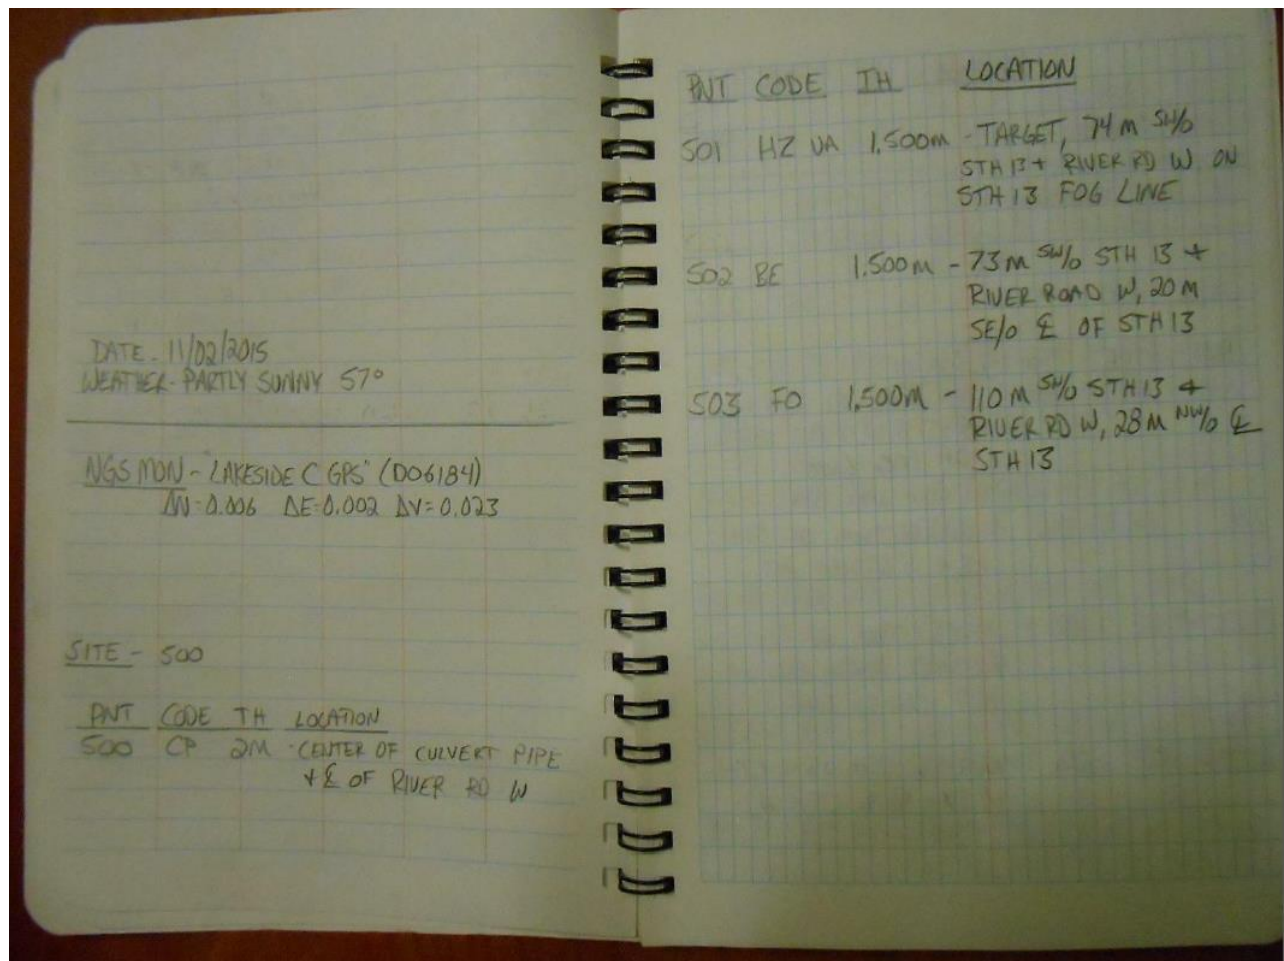 DATE - 11/02/2015
WEATHER - PARTLY SUNNY 57°
NGS MON - "LAKESIDE C GPS" (DO6184)
ΔN=0.006 ΔE=0.002 ΔV=0.023
SITE - 500
PNT CODE TH LOCATION
500 CP 2M - CENTER OF CULVERT PIPE
+ ℄ OF RIVER RD W
PNT CODE TH LOCATION
501 HZ VA 1.500m - TARGET, 74 M SW/o
STH 13 + RIVER RD W ON
STH 13 FOG LINE
502 BE 1.500m - 73 M SW/o STH 13 +
RIVER ROAD W, 20 M
SE/o ℄ OF STH 13
503 FO 1.500m - 110 M SW/o STH 13 +
RIVER RD W, 28 M NW/o ℄
STH 13